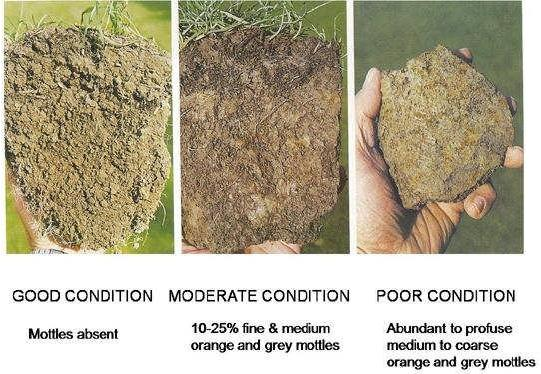 GOOD CONDITION
Mottles absent
MODERATE CONDITION
10-25% fine & medium
orange and grey mottles
POOR CONDITION
Abundant to profuse
medium to coarse
orange and grey mottles